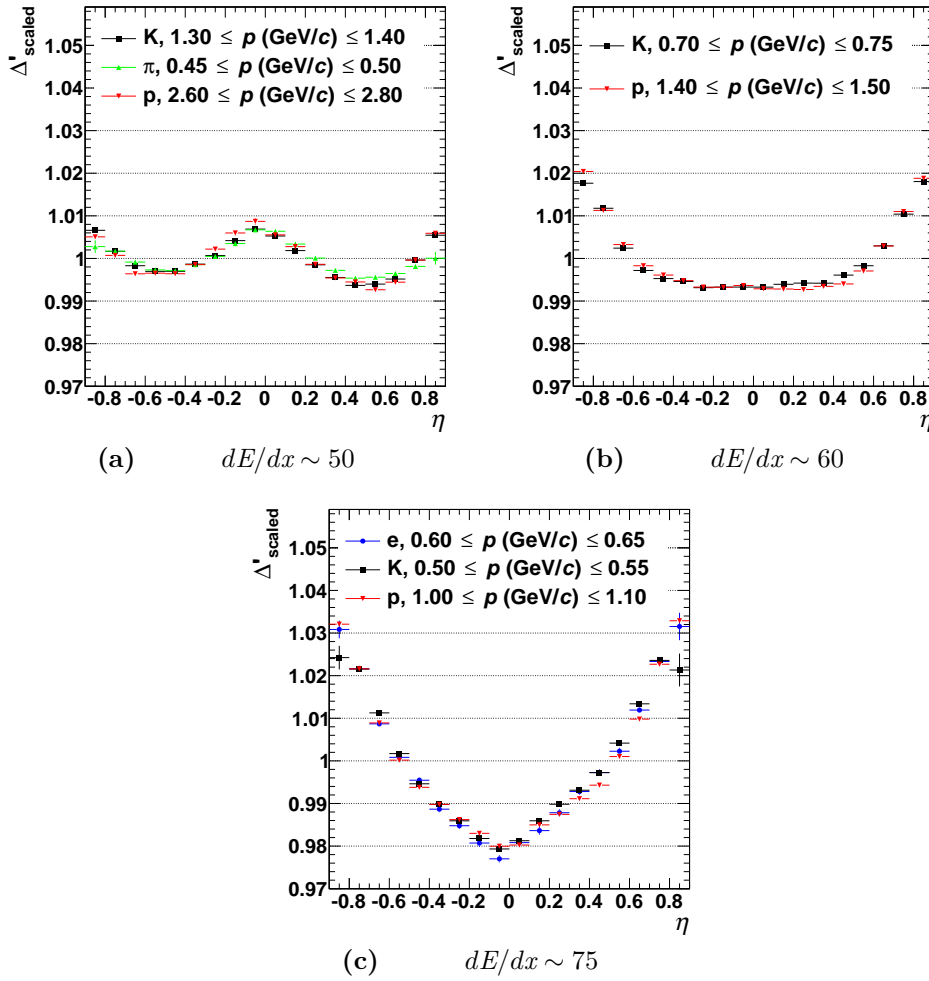 Δ'scaled
1.05
1.04
1.03
1.02
1.01
1
0.99
0.98
0.97
K, 1.30 ≤ p (GeV/c) ≤ 1.40
π, 0.45 ≤ p (GeV/c) ≤ 0.50
p, 2.60 ≤ p (GeV/c) ≤ 2.80
-0.8 -0.6 -0.4 -0.2 0 0.2 0.4 0.6 0.8
η
(a) dE/dx ∼ 50
Δ'scaled
1.05
1.04
1.03
1.02
1.01
1
0.99
0.98
0.97
K, 0.70 ≤ p (GeV/c) ≤ 0.75
p, 1.40 ≤ p (GeV/c) ≤ 1.50
-0.8 -0.6 -0.4 -0.2 0 0.2 0.4 0.6 0.8
η
(b) dE/dx ∼ 60
Δ'scaled
1.05
1.04
1.03
1.02
1.01
1
0.99
0.98
0.97
e, 0.60 ≤ p (GeV/c) ≤ 0.65
K, 0.50 ≤ p (GeV/c) ≤ 0.55
p, 1.00 ≤ p (GeV/c) ≤ 1.10
-0.8 -0.6 -0.4 -0.2 0 0.2 0.4 0.6 0.8
η
(c) dE/dx ∼ 75